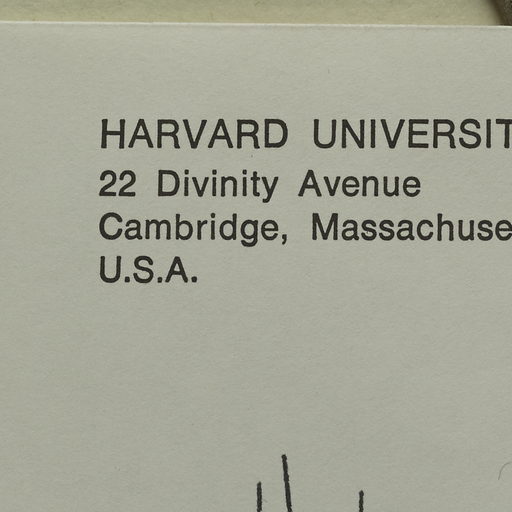 HARVARD UNIVERSIT
22 Divinity Avenue
Cambridge, Massachuse
U.S.A.